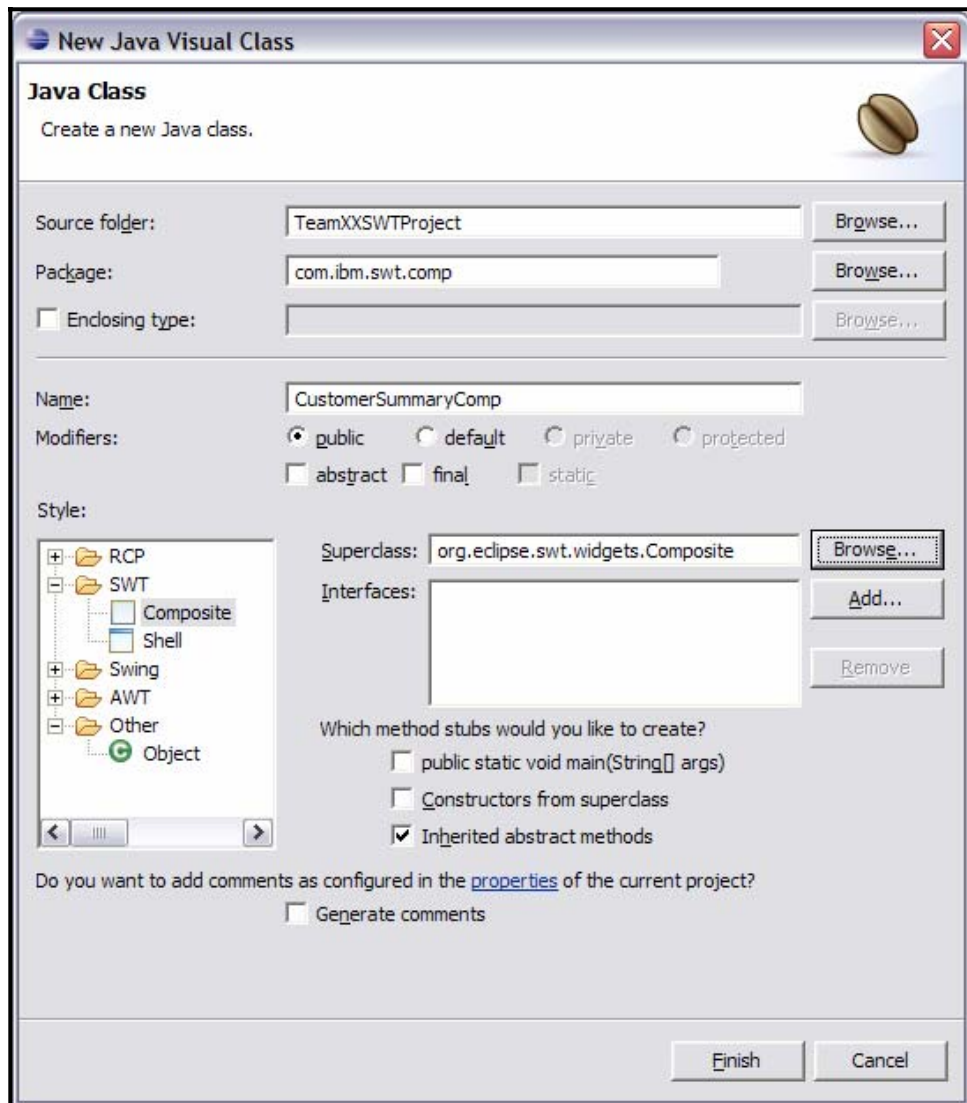 New Java Visual Class
Java Class
Create a new Java class.
Source folder: TeamXXSWTProject Browse...
Package: com.ibm.swt.comp Browse...
Enclosing type: Browse...
Name: CustomerSummaryComp
Modifiers: public default private protected
abstract final static
Style:
RCP
SWT
Composite
Shell
Swing
AWT
Other
Object
Superclass: org.eclipse.swt.widgets.Composite Browse...
Interfaces: Add...
Remove
Which method stubs would you like to create?
public static void main(String[] args)
Constructors from superclass
Inherited abstract methods
Do you want to add comments as configured in the properties of the current project?
Generate comments
Finish Cancel